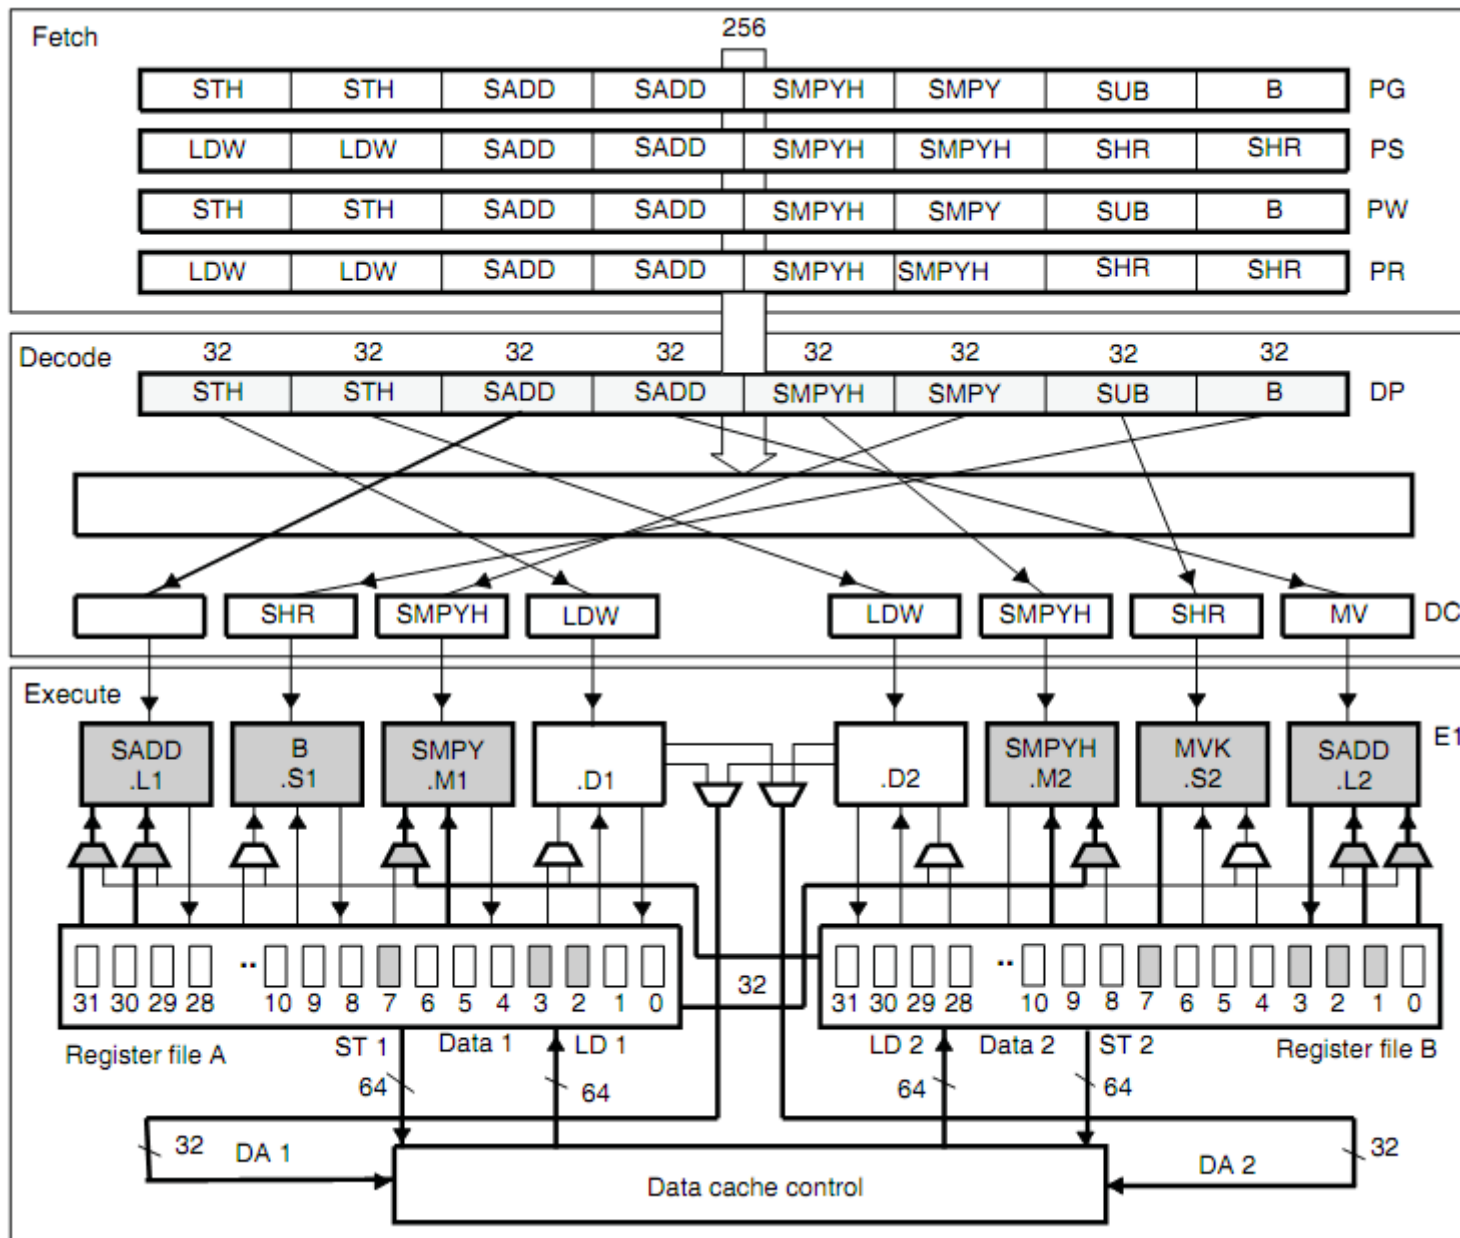 Fetch
256
STH STH SADD SADD SMPYH SMPY SUB B PG
LDW LDW SADD SADD SMPYH SMPYH SHR SHR PS
STH STH SADD SADD SMPYH SMPY SUB B PW
LDW LDW SADD SADD SMPYH SMPYH SHR SHR PR
Decode
32 32 32 32 32 32 32 32
STH STH SADD SADD SMPYH SMPY SUB B DP
SHR SMPYH LDW LDW SMPYH SHR MV DC
Execute
SADD B SMPY SMPYH MVK SADD E1
.L1 .S1 .M1 .D1 .D2 .M2 .S2 .L2
31 30 29 28 .. 10 9 8 7 6 5 4 3 2 1 0
32
31 30 29 28 .. 10 9 8 7 6 5 4 3 2 1 0
Register file A ST 1 Data 1 LD 1 LD 2 Data 2 ST 2 Register file B
64 64 64 64
32 DA 1 DA 2 32
Data cache control